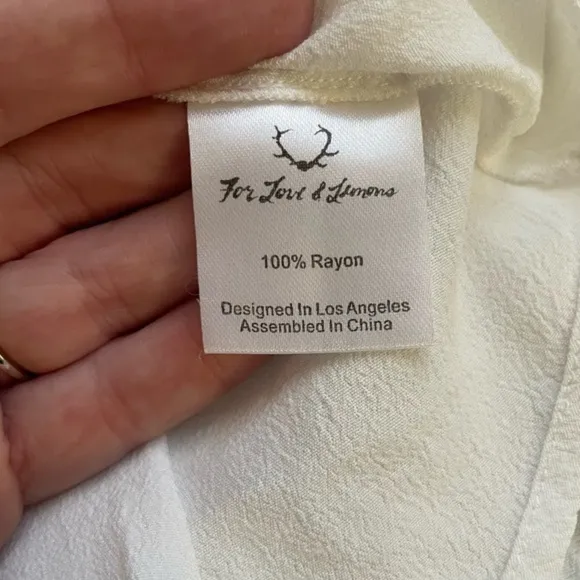 For Love & Lemons
100% Rayon
Designed In Los Angeles
Assembled In China